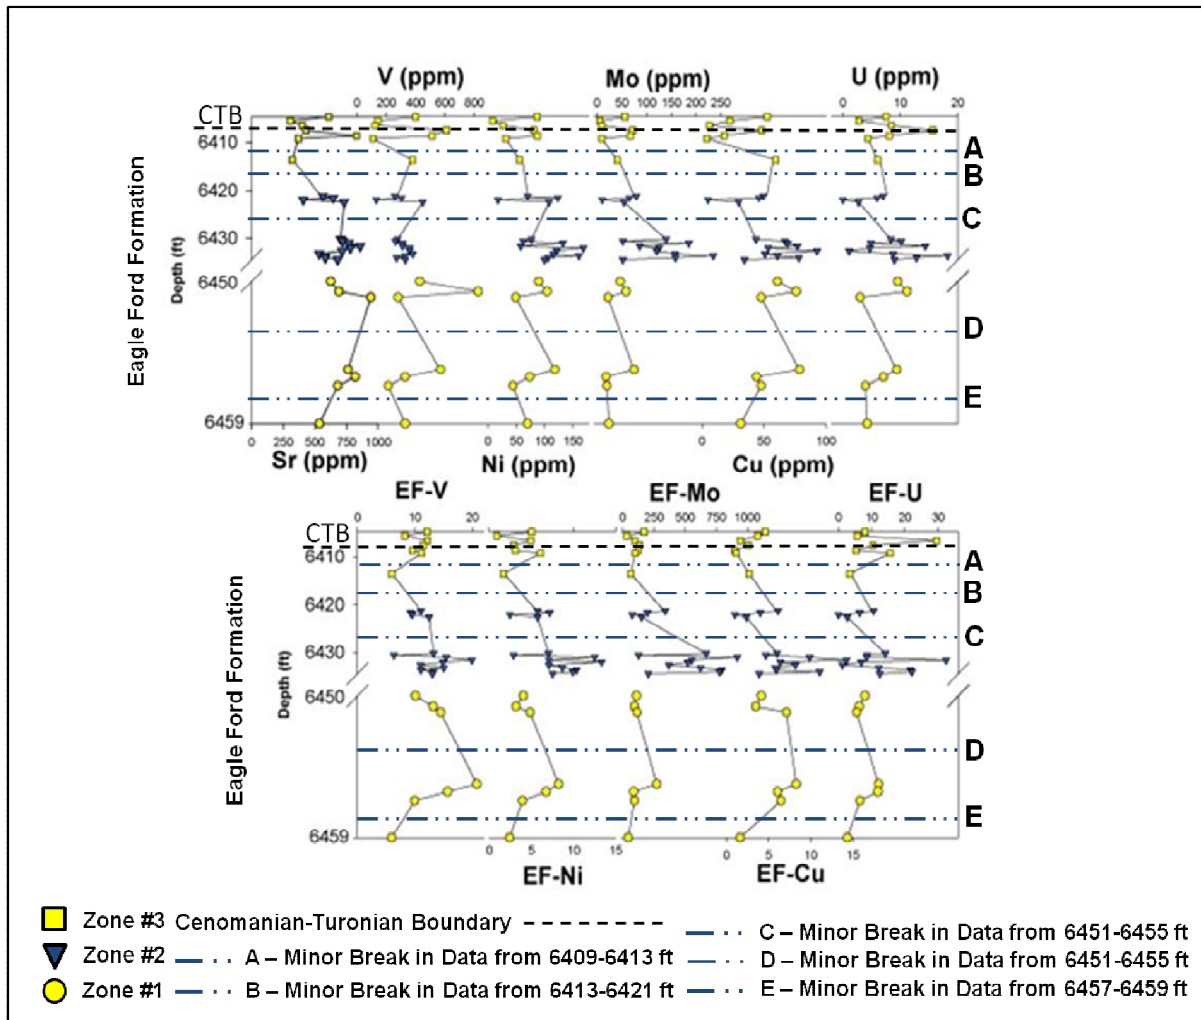 V (ppm) Mo (ppm) U (ppm)
0 200 400 600 800 0 50 100 150 200 250 0 10 20
CTB
6410
A
B
6420
C
6430
6450
D
E
6459
Eagle Ford Formation
Depth (ft)
0 250 500 750 1000 0 50 100 150 0 50 100
Sr (ppm) Ni (ppm) Cu (ppm)
EF-V EF-Mo EF-U
0 10 20 0 250 500 750 1000 0 10 20 30
CTB
6410
A
B
6420
C
6430
6450
D
E
6459
Eagle Ford Formation
Depth (ft)
0 5 10 15 0 5 10 15
EF-Ni EF-Cu
Zone #3 Cenomanian-Turonian Boundary
Zone #2
Zone #1
A – Minor Break in Data from 6409-6413 ft
B – Minor Break in Data from 6413-6421 ft
C – Minor Break in Data from 6451-6455 ft
D – Minor Break in Data from 6451-6455 ft
E – Minor Break in Data from 6457-6459 ft